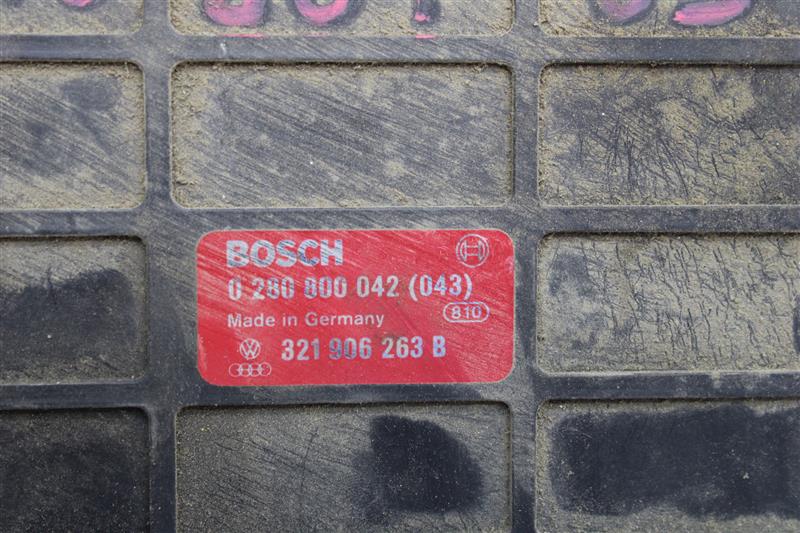 BOSCH
0 280 800 042 (043)
Made in Germany 810
321 906 263 B